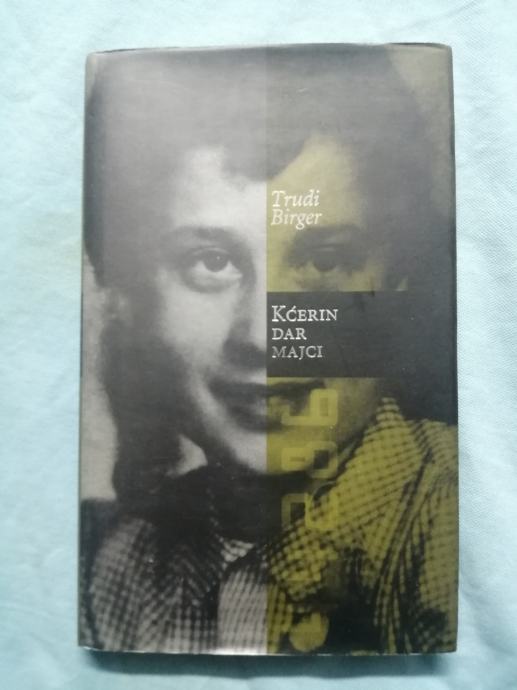 Trudi
Birger
KĆERIN
DAR
MAJCI